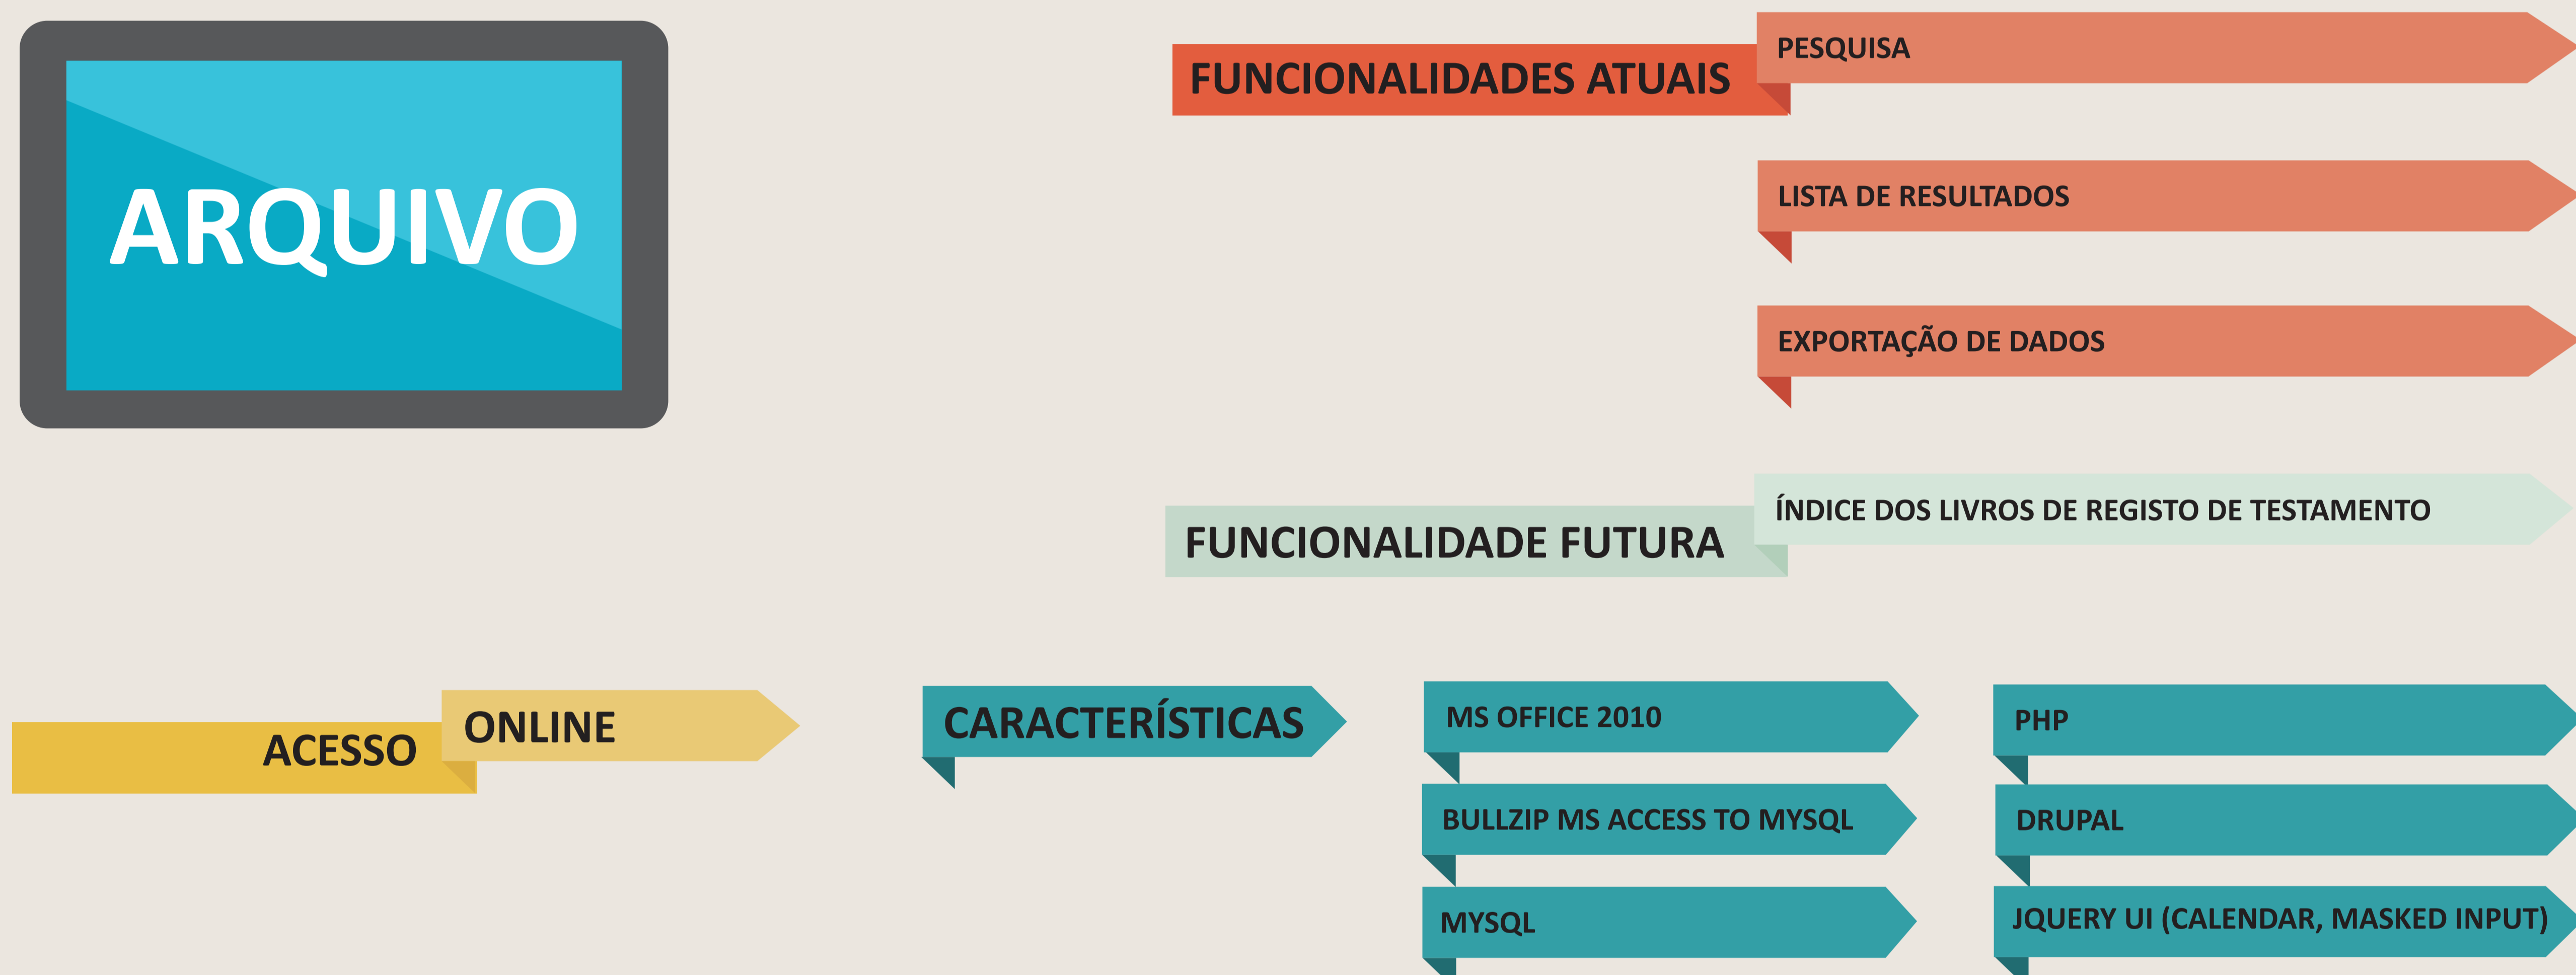 ARQUIVO
FUNCIONALIDADES ATUAIS
PESQUISA
LISTA DE RESULTADOS
EXPORTAÇÃO DE DADOS
FUNCIONALIDADE FUTURA
ÍNDICE DOS LIVROS DE REGISTO DE TESTAMENTO
ACESSO
ONLINE
CARACTERÍSTICAS
MS OFFICE 2010
BULLZIP MS ACCESS TO MYSQL
MYSQL
PHP
DRUPAL
JQUERY UI (CALENDAR, MASKED INPUT)